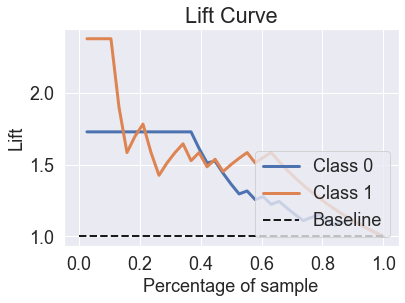 Lift Curve
Lift
2.0
1.5
1.0
Class 0
Class 1
Baseline
0.0 0.2 0.4 0.6 0.8 1.0
Percentage of sample